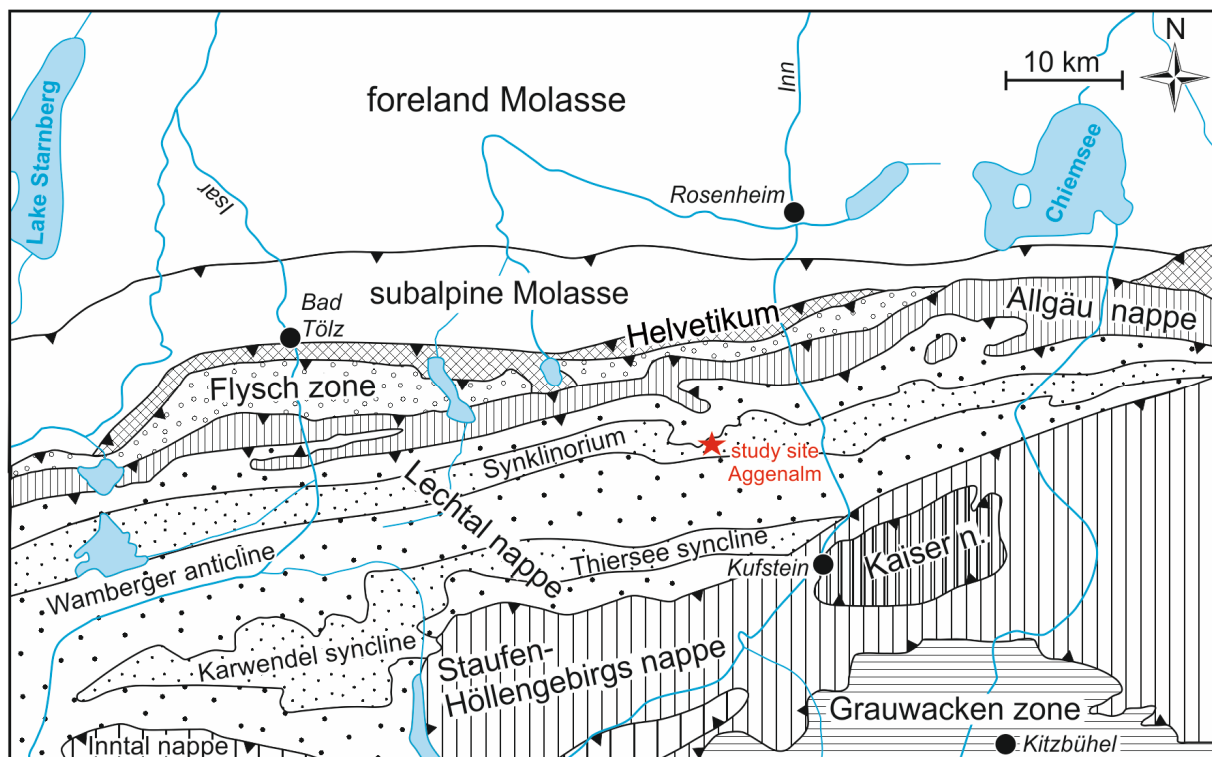 N
10 km
foreland Molasse
Inn
Lake Starnberg
Isar
Rosenheim
Chiemsee
subalpine Molasse
Bad
Tölz
Helvetikum
Allgäu nappe
Flysch zone
Synklinorium
study site
Aggenalm
Lechtal nappe
Wamberger anticline
Thiersee syncline
Kufstein
Kaiser n.
Karwendel syncline
Staufen-
Höllengebirgs nappe
Grauwacken zone
Inntal nappe
Kitzbühel